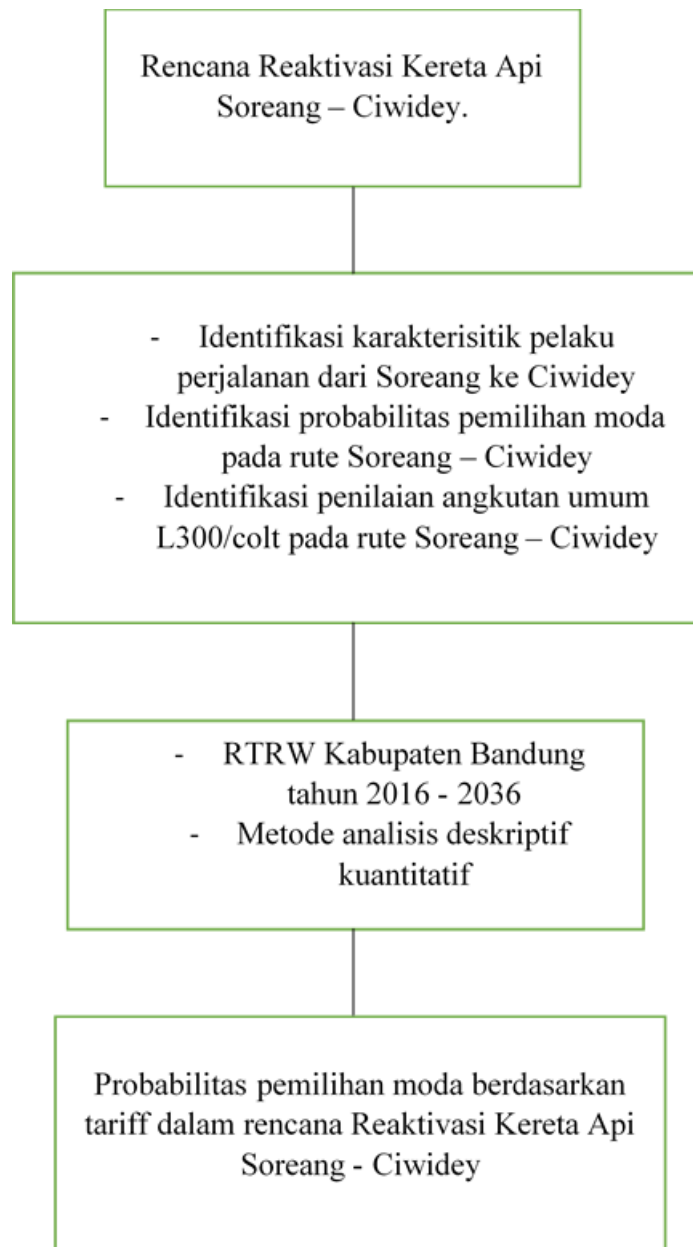 Rencana Reaktivasi Kereta Api
Soreang – Ciwidey.
- Identifikasi karakterisitik pelaku
perjalanan dari Soreang ke Ciwidey
- Identifikasi probabilitas pemilihan moda
pada rute Soreang – Ciwidey
- Identifikasi penilaian angkutan umum
L300/colt pada rute Soreang – Ciwidey
- RTRW Kabupaten Bandung
tahun 2016 - 2036
- Metode analisis deskriptif
kuantitatif
Probabilitas pemilihan moda berdasarkan
tariff dalam rencana Reaktivasi Kereta Api
Soreang - Ciwidey